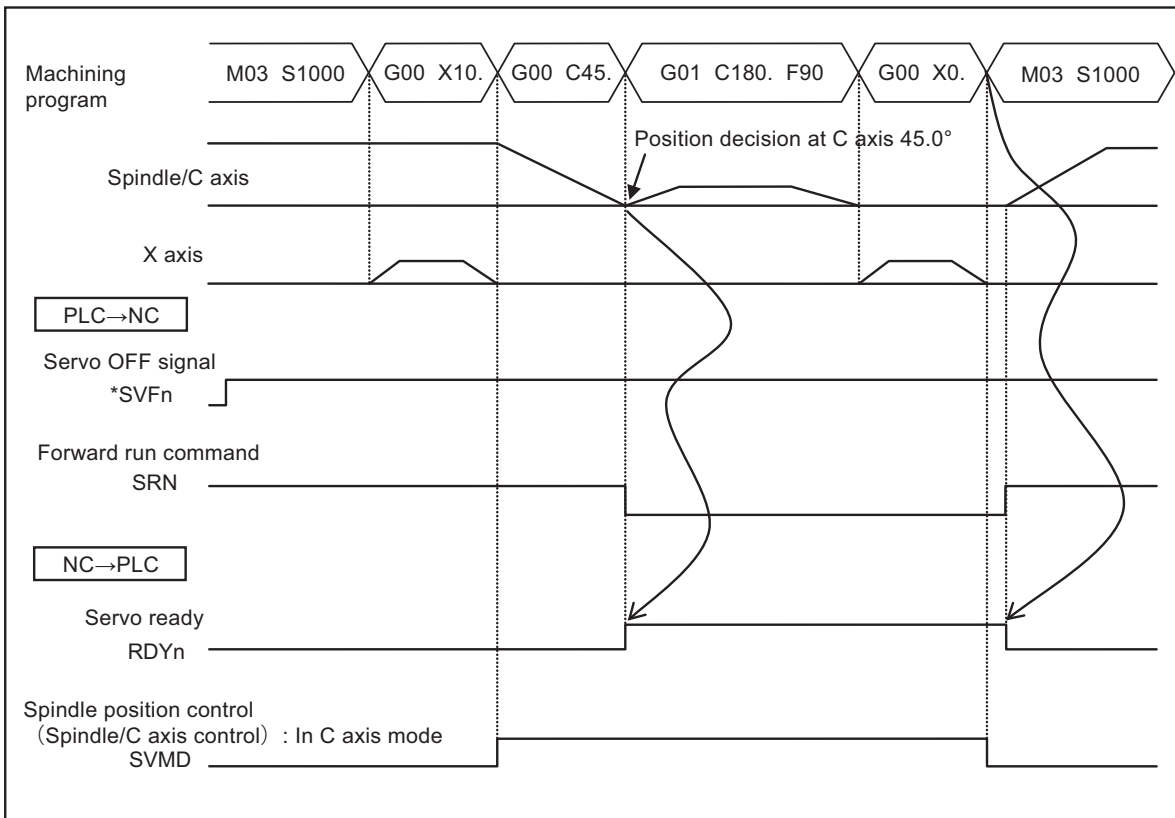 Machining
program
M03 S1000
G00 X10.
G00 C45.
G01 C180. F90
G00 X0.
M03 S1000
Position decision at C axis 45.0°
Spindle/C axis
X axis
PLC→NC
Servo OFF signal
*SVFn
Forward run command
SRN
NC→PLC
Servo ready
RDYn
Spindle position control
（Spindle/C axis control）: In C axis mode
SVMD